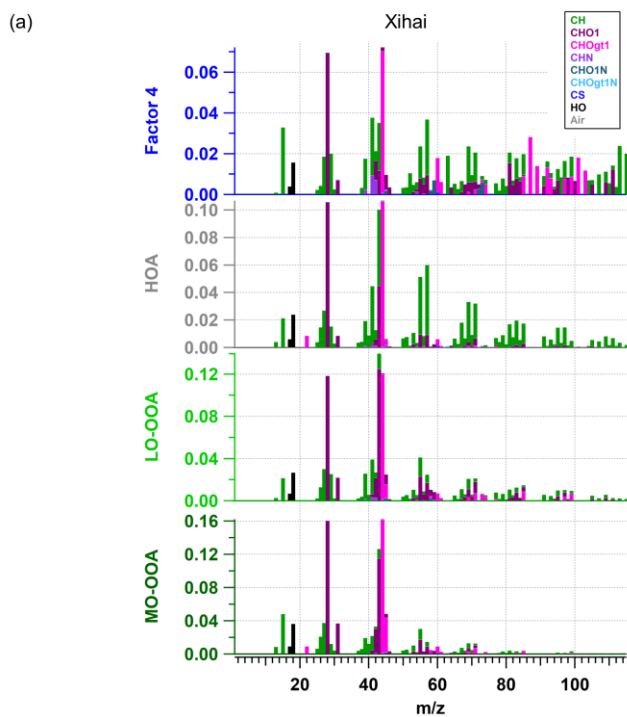 (a)
Xihai
CH
CHO1
CHOgt1
CHN
CHO1N
CHOgt1N
CS
HO
Air
Factor 4
0.06
0.04
0.02
0.00
HOA
0.10
0.08
0.06
0.04
0.02
0.00
LO-OOA
0.12
0.08
0.04
0.00
MO-OOA
0.16
0.12
0.08
0.04
0.00
20 40 60 80 100
m/z